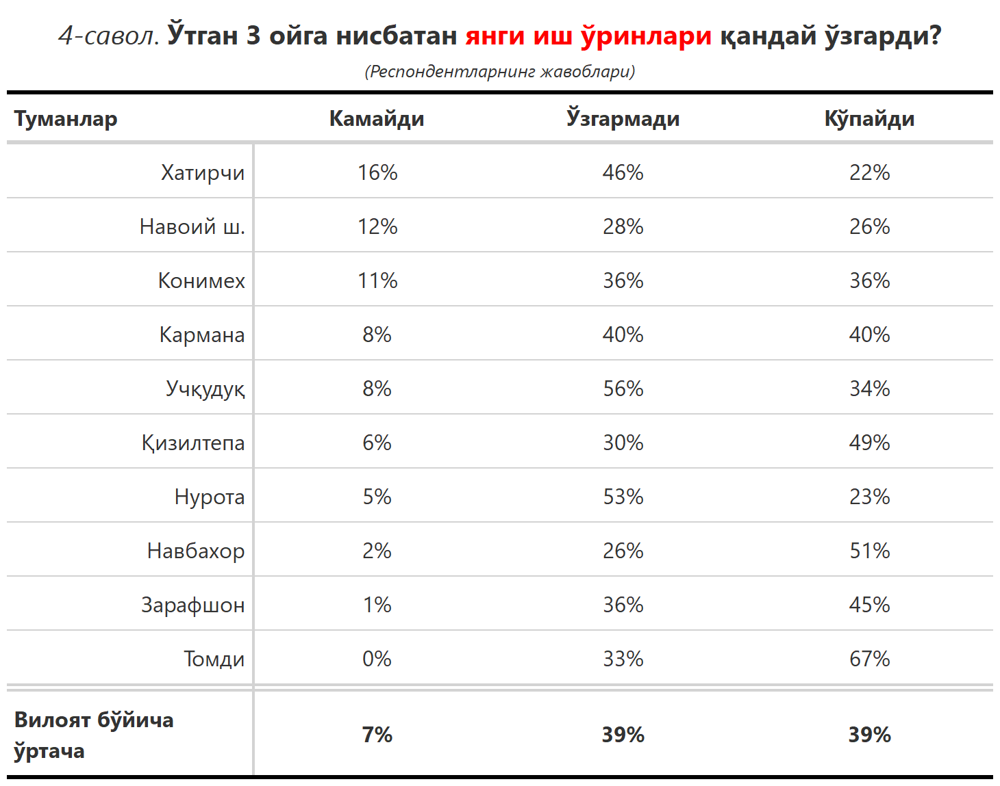 4-савол. Ўтган 3 ойга нисбатан янги иш ўринлари қандай ўзгарди?
(Респондентларнинг жавоблари)
Туманлар Камайди Ўзгармади Кўпайди
Хатирчи 16% 46% 22%
Навоий ш. 12% 28% 26%
Конимех 11% 36% 36%
Кармана 8% 40% 40%
Учқудуқ 8% 56% 34%
Қизилтепа 6% 30% 49%
Нурота 5% 53% 23%
Навбахор 2% 26% 51%
Зарафшон 1% 36% 45%
Томди 0% 33% 67%
Вилоят бўйича
ўртача 7% 39% 39%